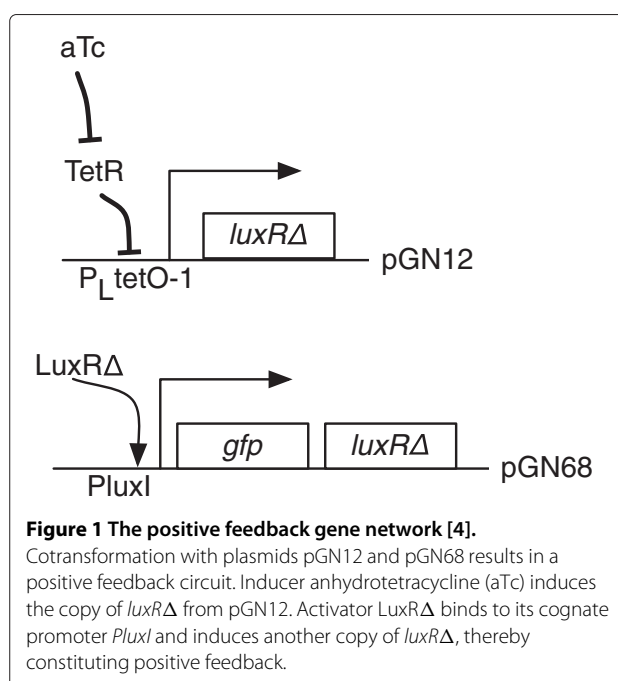 aTc
TetR
luxRΔ
pGN12
P_LtetO-1
LuxRΔ
gfp
luxRΔ
pGN68
PluxI
Figure 1 The positive feedback gene network [4].
Cotransformation with plasmids pGN12 and pGN68 results in a
positive feedback circuit. Inducer anhydrotetracycline (aTc) induces
the copy of luxRΔ from pGN12. Activator LuxRΔ binds to its cognate
promoter PluxI and induces another copy of luxRΔ, thereby
constituting positive feedback.